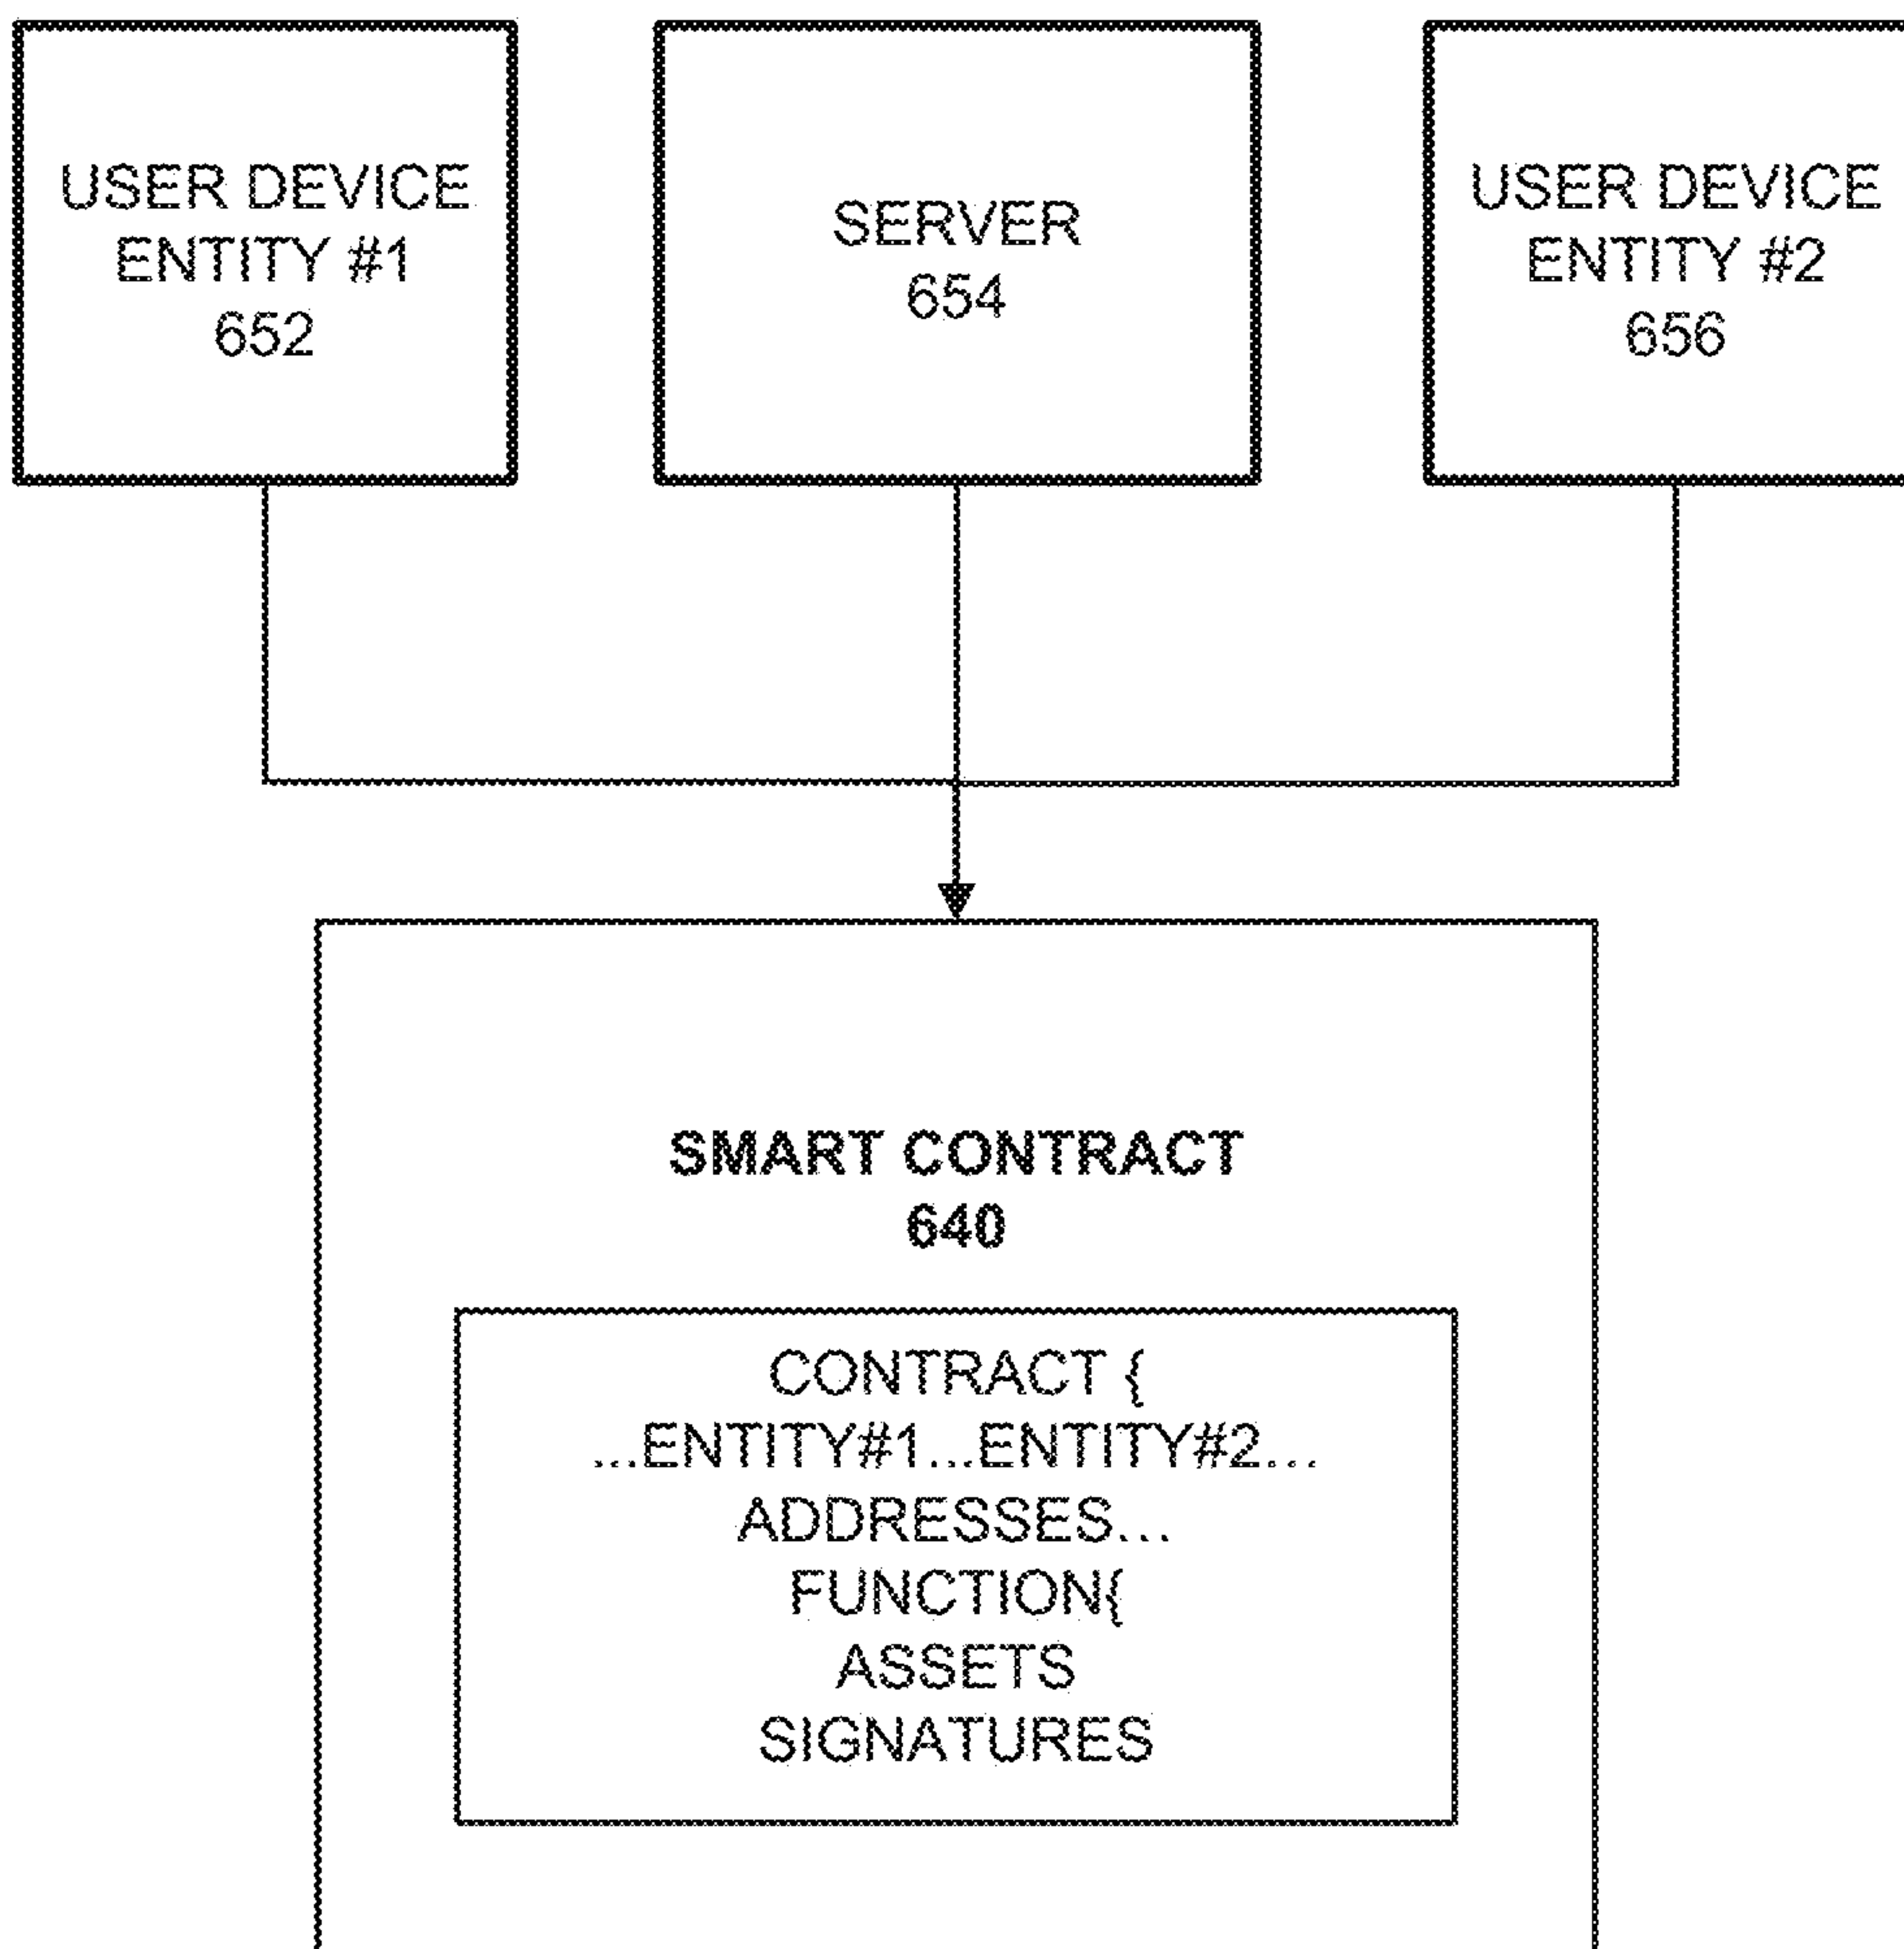 USER DEVICE
ENTITY #1
652
SERVER
654
USER DEVICE
ENTITY #2
656
SMART CONTRACT
640
CONTRACT {
...ENTITY#1...ENTITY#2...
ADDRESSES...
FUNCTION{
ASSETS
SIGNATURES